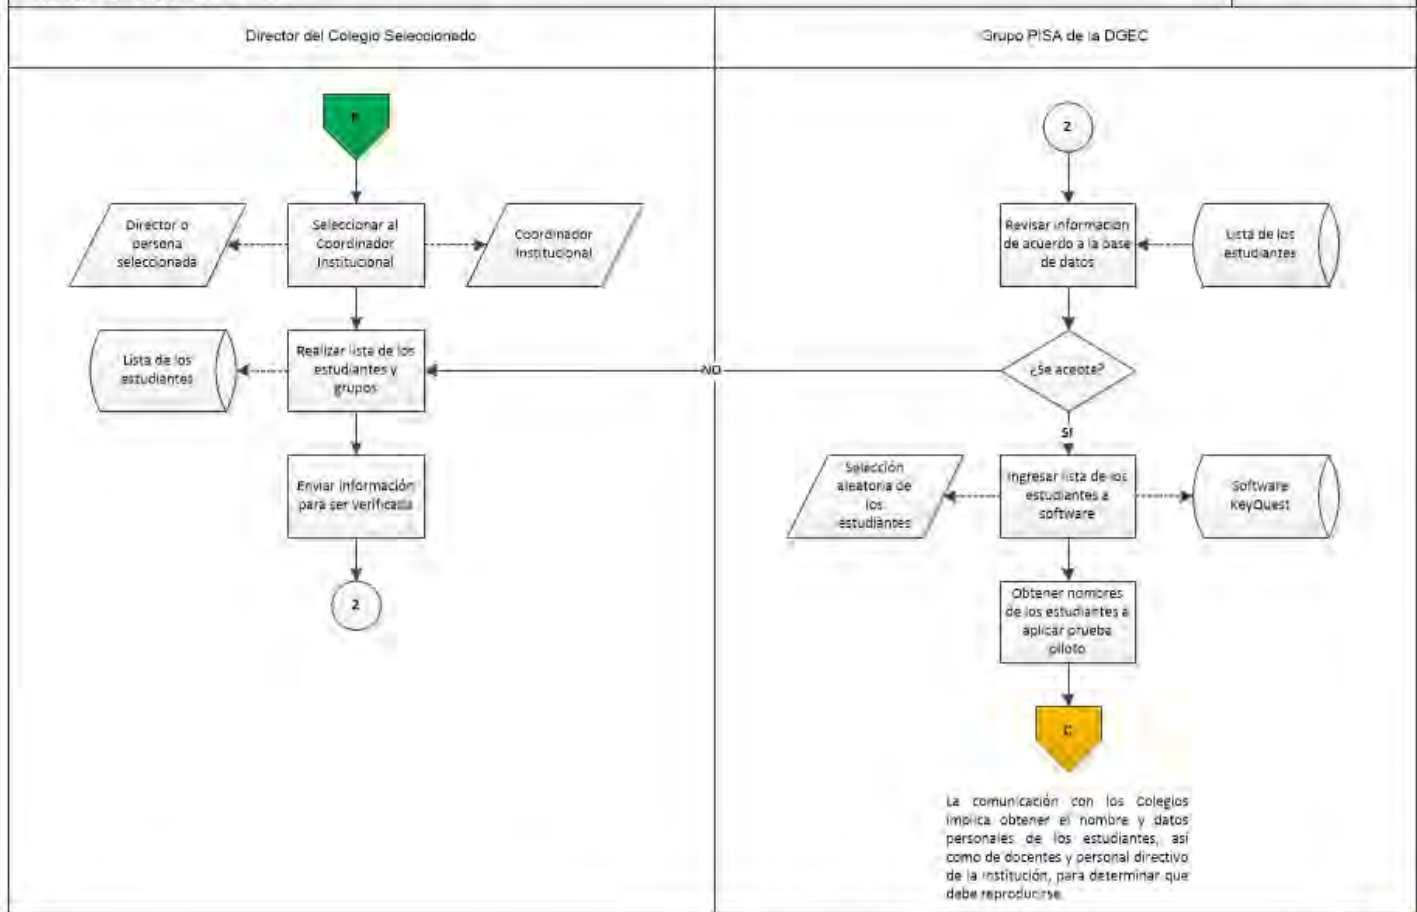 Director del Colegio Seleccionado
Grupo PISA de la DGEC
2
Director o
persona
seleccionada
Seleccionar al
Coordinador
Institucional
Coordinador
Institucional
Revisar información
de acuerdo a la base
de datos
Lista de los
estudiantes
Lista de los
estudiantes
Realizar lista de los
estudiantes y
grupos
NO
¿Se acepta?
SI
Enviar información
para ser verificada
Selección
aleatoria de
los
estudiantes
Ingresar lista de los
estudiantes a
software
Software
KeyQuest
2
Obtener nombres
de los estudiantes a
aplicar prueba
piloto
C
La comunicación con los Colegios
implica obtener el nombre y datos
personales de los estudiantes, así
como de docentes y personal directivo
de la institución, para determinar que
debe reproducirse.